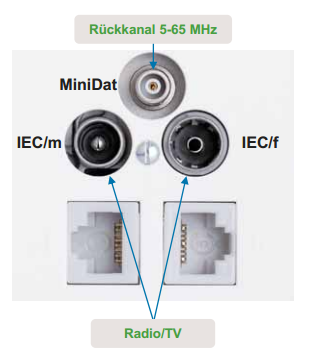 Rückkanal 5-65 MHz
MiniDat
IEC/m
IEC/f
Radio/TV